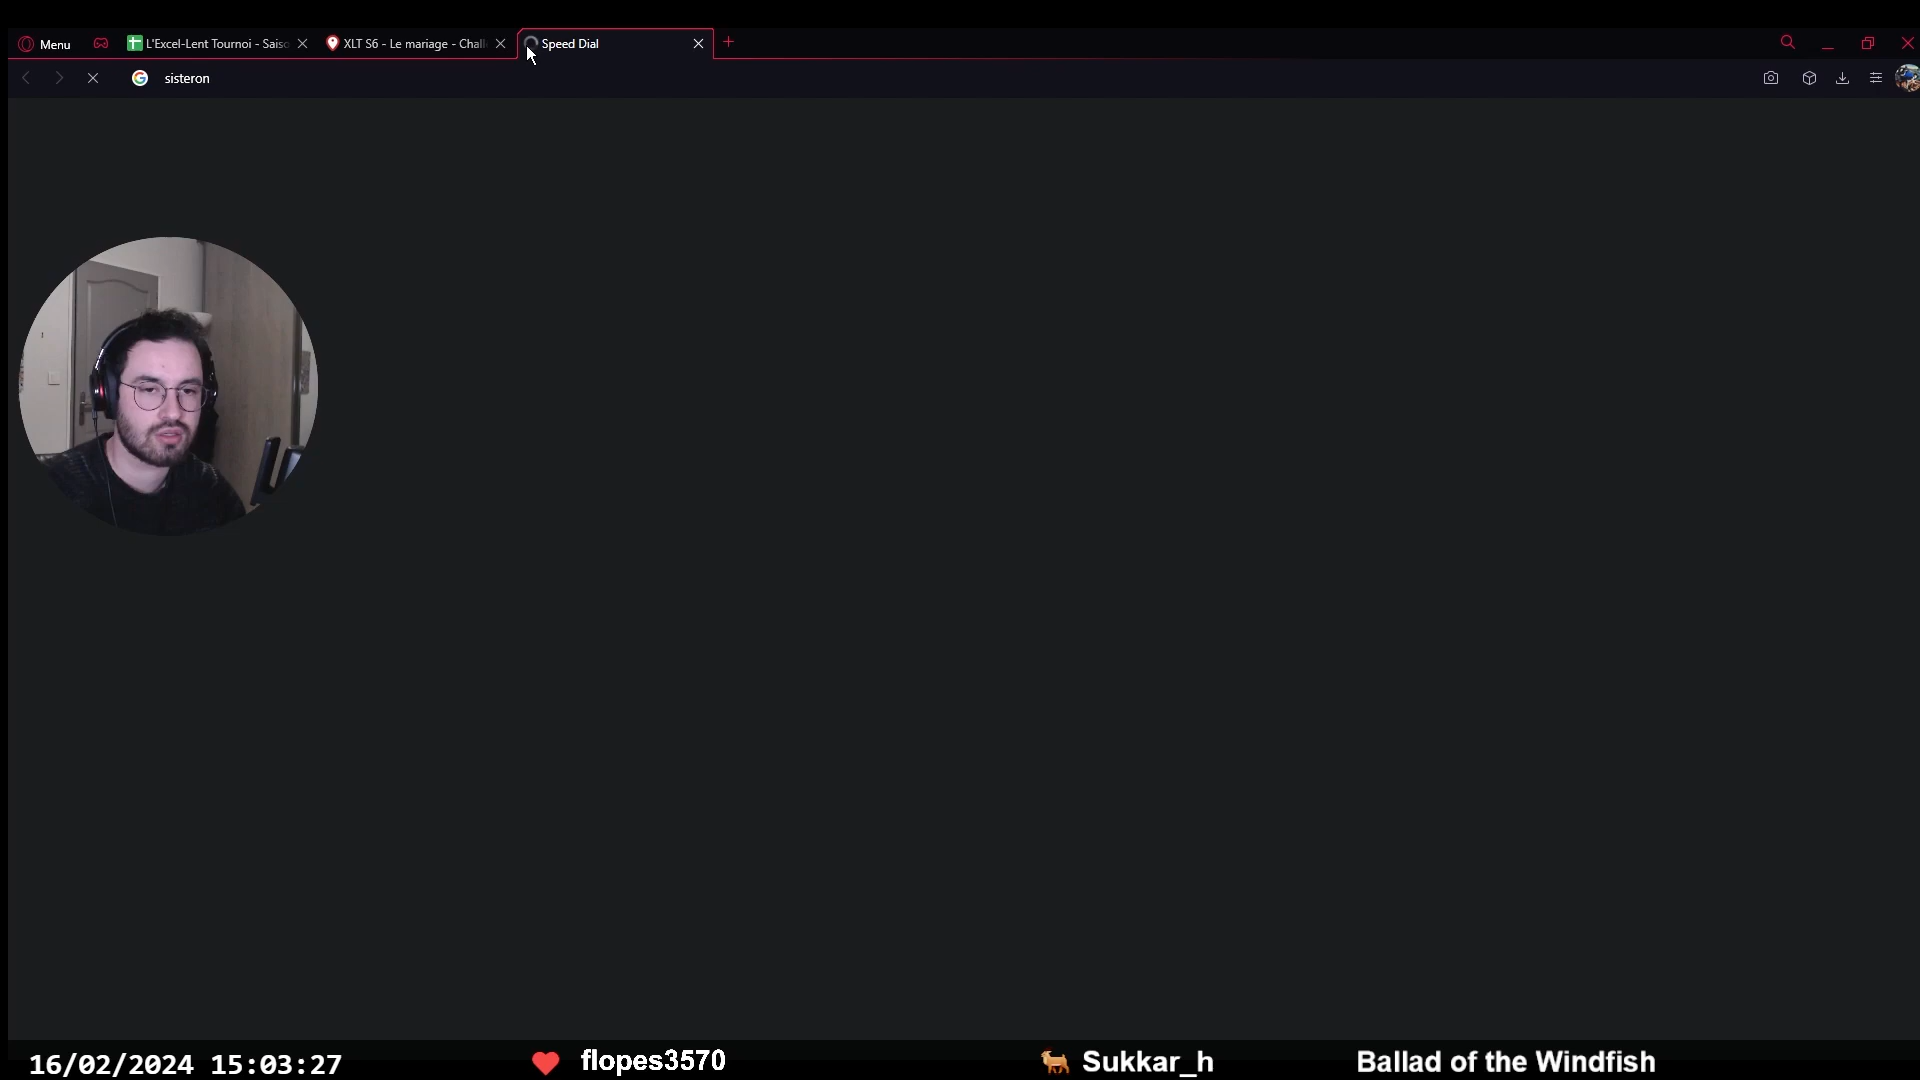 Menu
L'Excel-Lent Tournoi - Saiso
XLT S6 - Le mariage - Chall
Speed Dial
sisteron
16/02/2024 15:03:27
flopes3570
Sukkar_h
Ballad of the Windfish